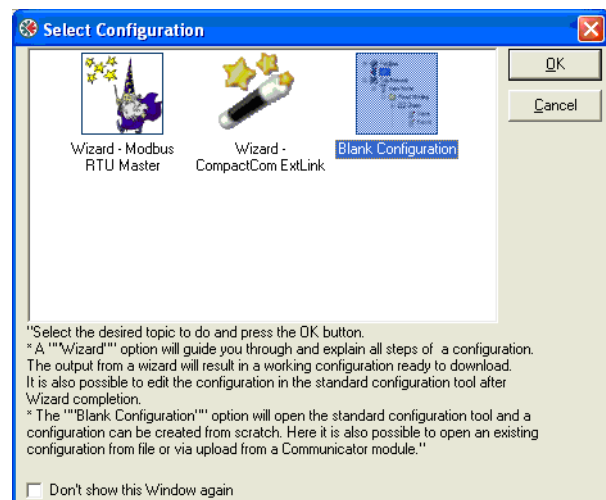 Select Configuration
OK
Cancel
Wizard - Modbus
RTU Master
Wizard -
CompactCom ExtLink
Blank Configuration
"Select the desired topic to do and press the OK button.
* A ""Wizard"" option will guide you through and explain all steps of a configuration.
The output from a wizard will result in a working configuration ready to download.
It is also possible to edit the configuration in the standard configuration tool after
Wizard completion.
* The ""Blank Configuration"" option will open the standard configuration tool and a
configuration can be created from scratch. Here it is also possible to open an existing
configuration from file or via upload from a Communicator module."
Don't show this Window again